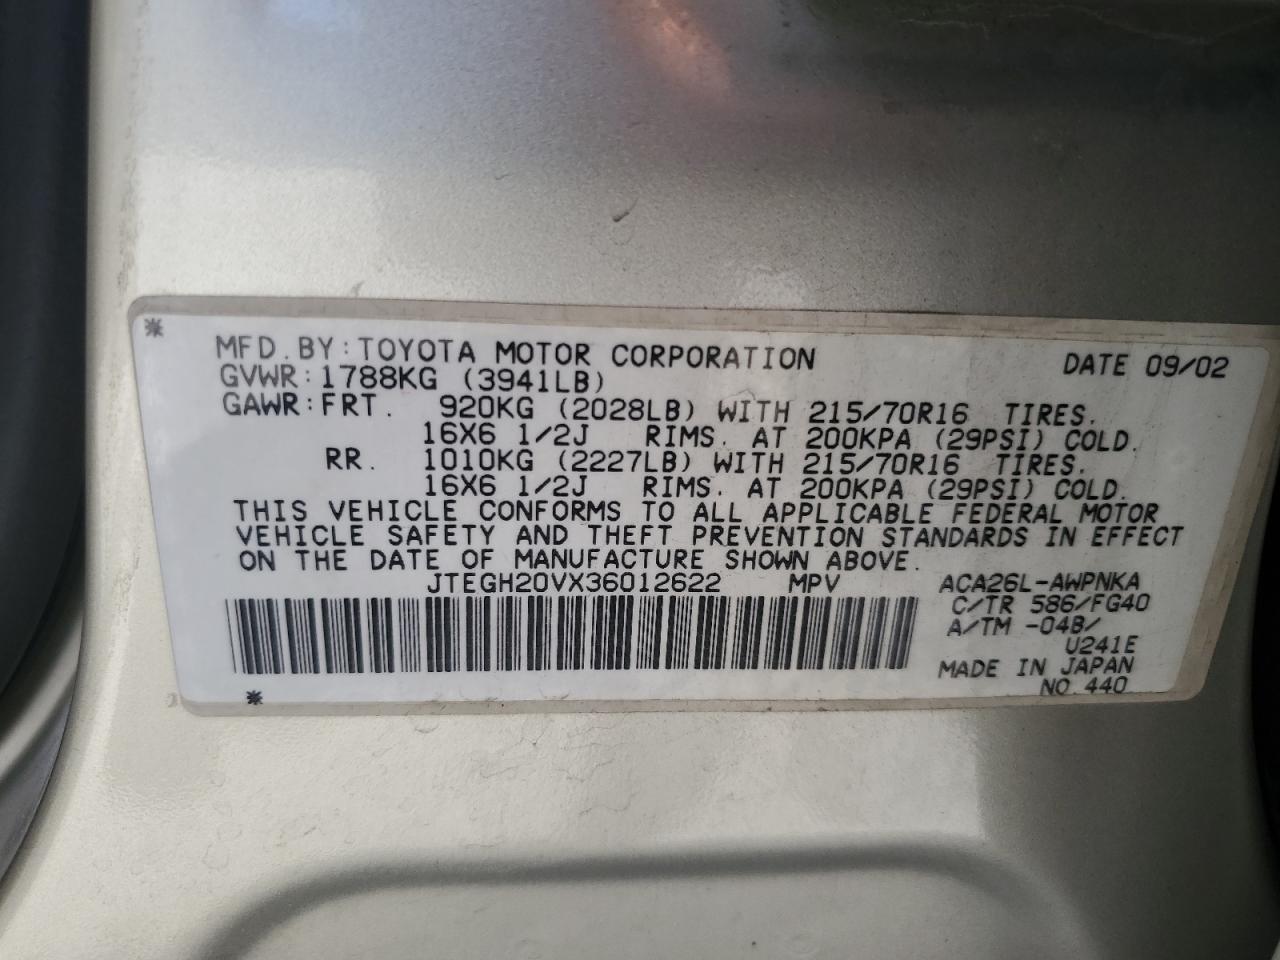 MFD.BY:TOYOTA MOTOR CORPORATION DATE 09/02
GVWR:1788KG (3941LB)
GAWR:FRT. 920KG (2028LB) WITH 215/70R16 TIRES.
16X6 1/2J RIMS. AT 200KPA (29PSI) COLD.
RR. 1010KG (2227LB) WITH 215/70R16 TIRES.
16X6 1/2J RIMS. AT 200KPA (29PSI) COLD.
THIS VEHICLE CONFORMS TO ALL APPLICABLE FEDERAL MOTOR
VEHICLE SAFETY AND THEFT PREVENTION STANDARDS IN EFFECT
ON THE DATE OF MANUFACTURE SHOWN ABOVE.
JTEGH20VX36012622 MPV ACA26L-AWPNKA
C/TR 586/FG40
A/TM -04B/
U241E
MADE IN JAPAN
NO.440